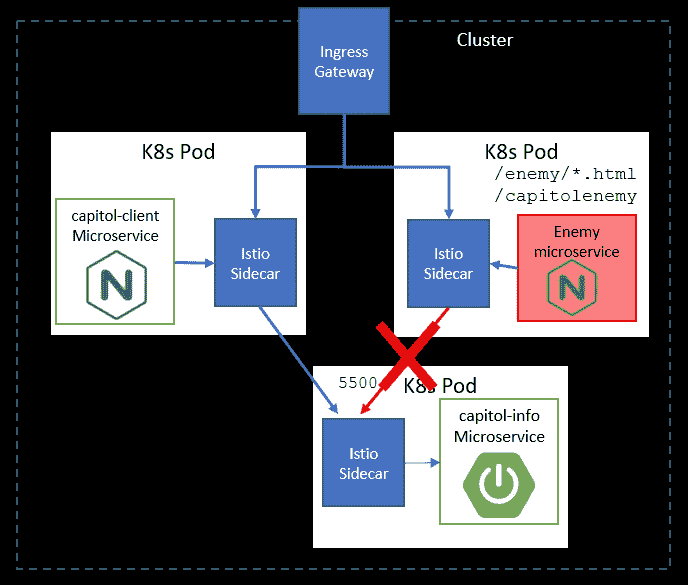 Cluster
Ingress
Gateway
K8s Pod
capitol-client
Microservice
N
Istio
Sidecar
K8s Pod
/enemy/*.html
/capitolenemy
Istio
Sidecar
Enemy
microservice
N
5500
K8s Pod
Istio
Sidecar
capitol-info
Microservice